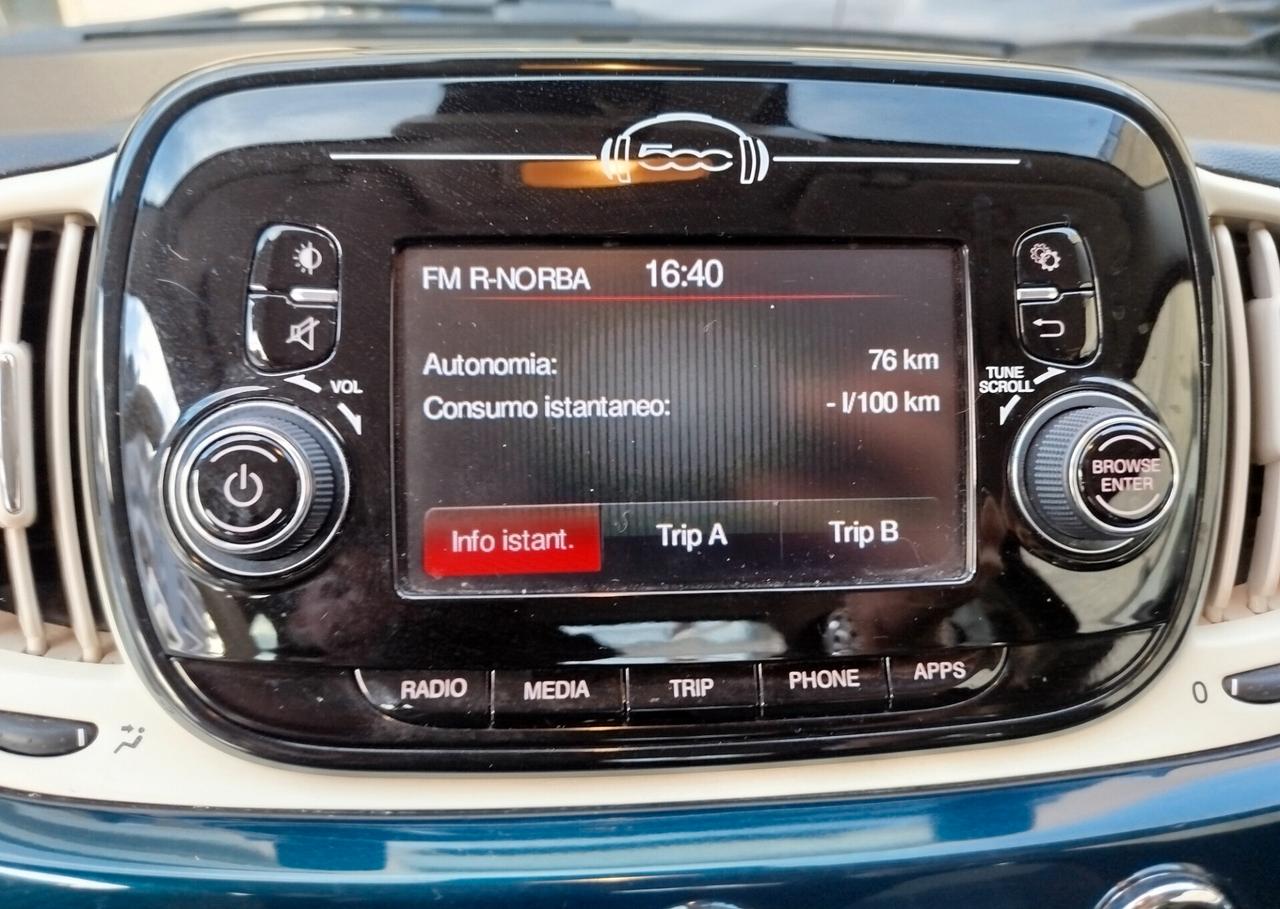 500
FM R-NORBA 16:40
Autonomia: 76 km
Consumo istantaneo: - l/100 km
Info istant. Trip A Trip B
VOL
TUNE
SCROLL
BROWSE
ENTER
RADIO MEDIA TRIP PHONE APPS
0